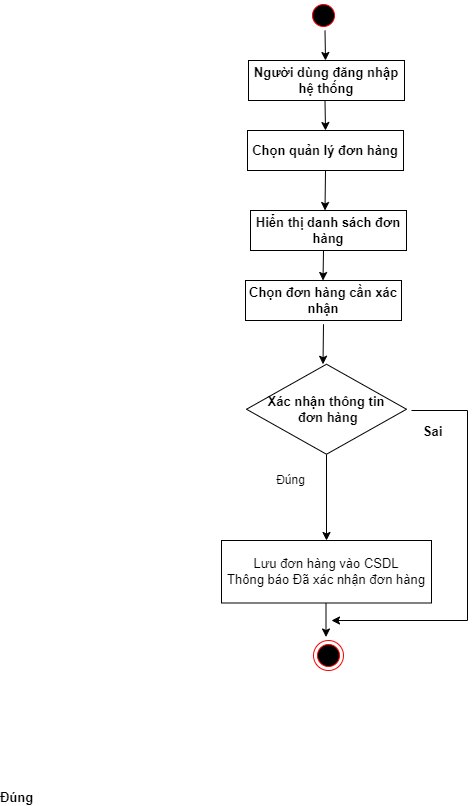 Người dùng đăng nhập
hệ thống
Chọn quản lý đơn hàng
Hiển thị danh sách đơn
hàng
Chọn đơn hàng cần xác
nhận
Xác nhận thông tin
đơn hàng
Sai
Đúng
Lưu đơn hàng vào CSDL
Thông báo Đã xác nhận đơn hàng
Đúng